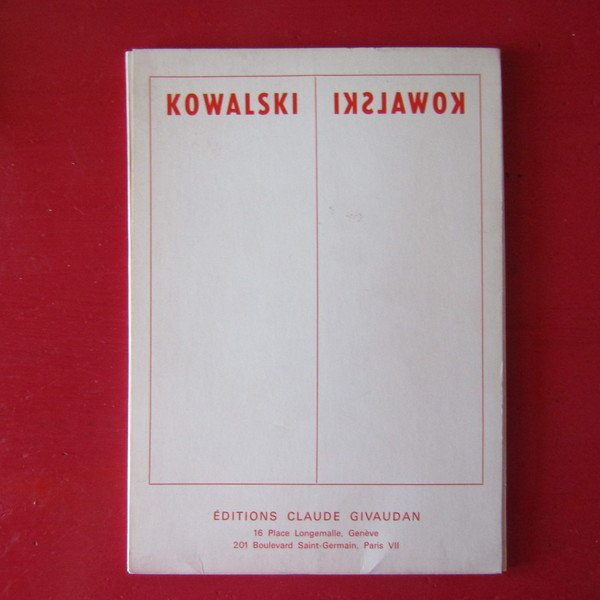 KOWALSKI KOWALSKI
ÉDITIONS CLAUDE GIVAUDAN
16 Place Longemalle, Genève
201 Boulevard Saint-Germain, Paris VII